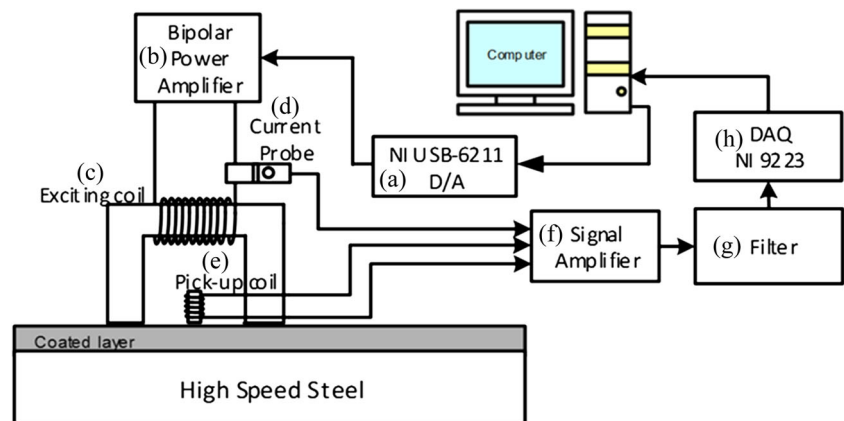 Bipolar
(b) Power
Amplifier
Computer
(d)
Current
Probe
NI USB-6211
(a) D/A
(h) DAQ
NI 9223
(c)
Exciting coil
(e)
Pick-up coil
(f) Signal
Amplifier
(g) Filter
Coated layer
High Speed Steel